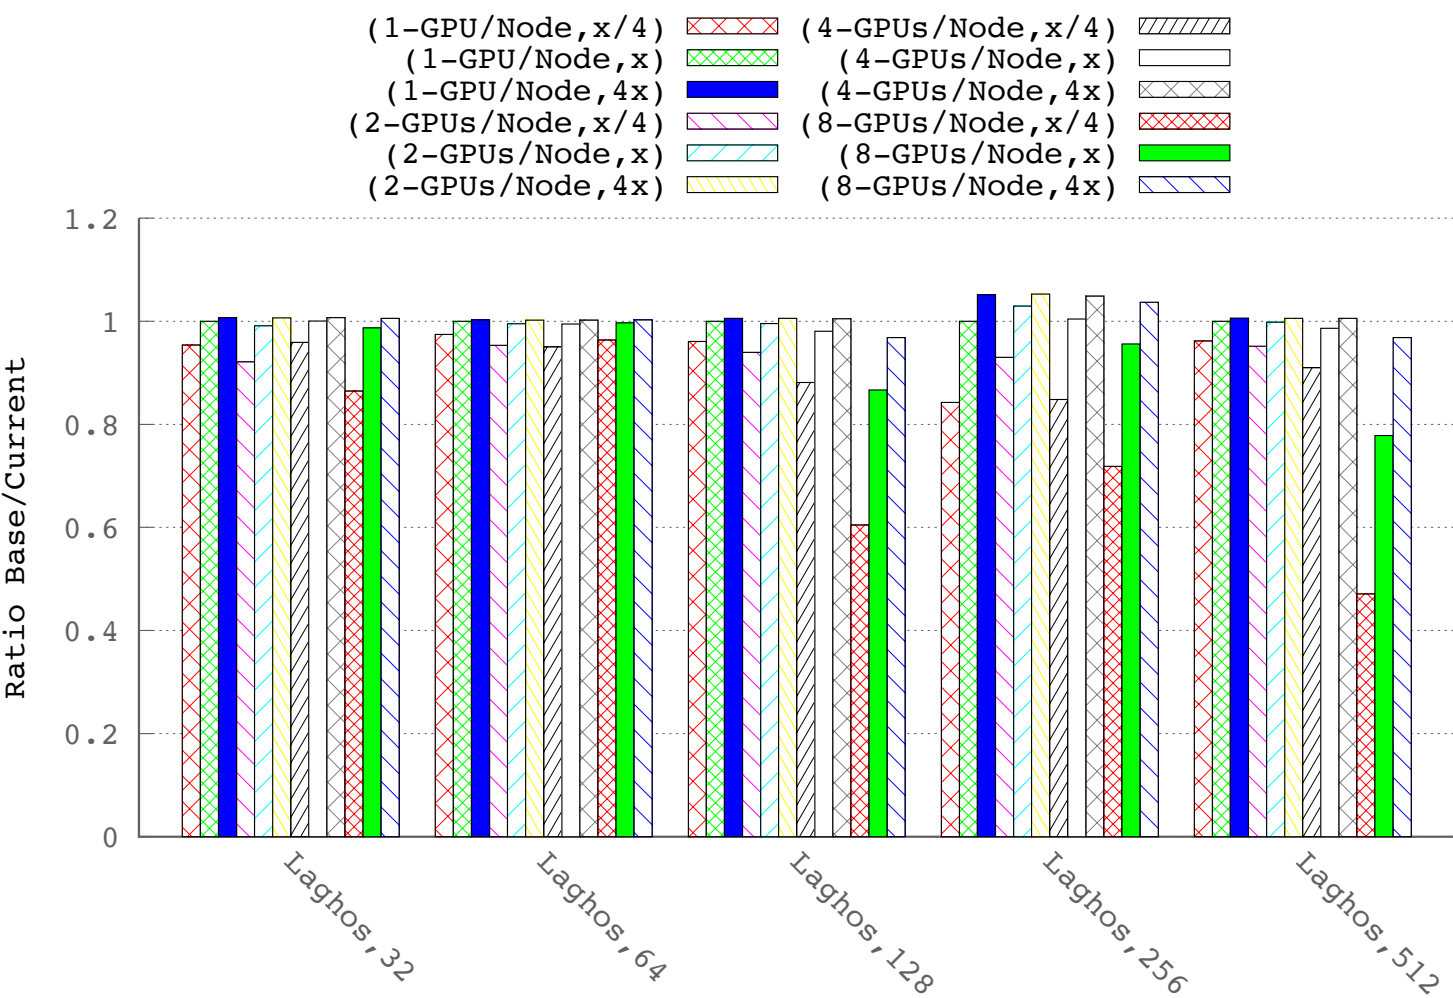 (1-GPU/Node,x/4) (4-GPUs/Node,x/4)
(1-GPU/Node,x) (4-GPUs/Node,x)
(1-GPU/Node,4x) (4-GPUs/Node,4x)
(2-GPUs/Node,x/4) (8-GPUs/Node,x/4)
(2-GPUs/Node,x) (8-GPUs/Node,x)
(2-GPUs/Node,4x) (8-GPUs/Node,4x)
1.2
1
0.8
0.6
0.4
0.2
0
Ratio Base/Current
Laghos,32
Laghos,64
Laghos,128
Laghos,256
Laghos,512